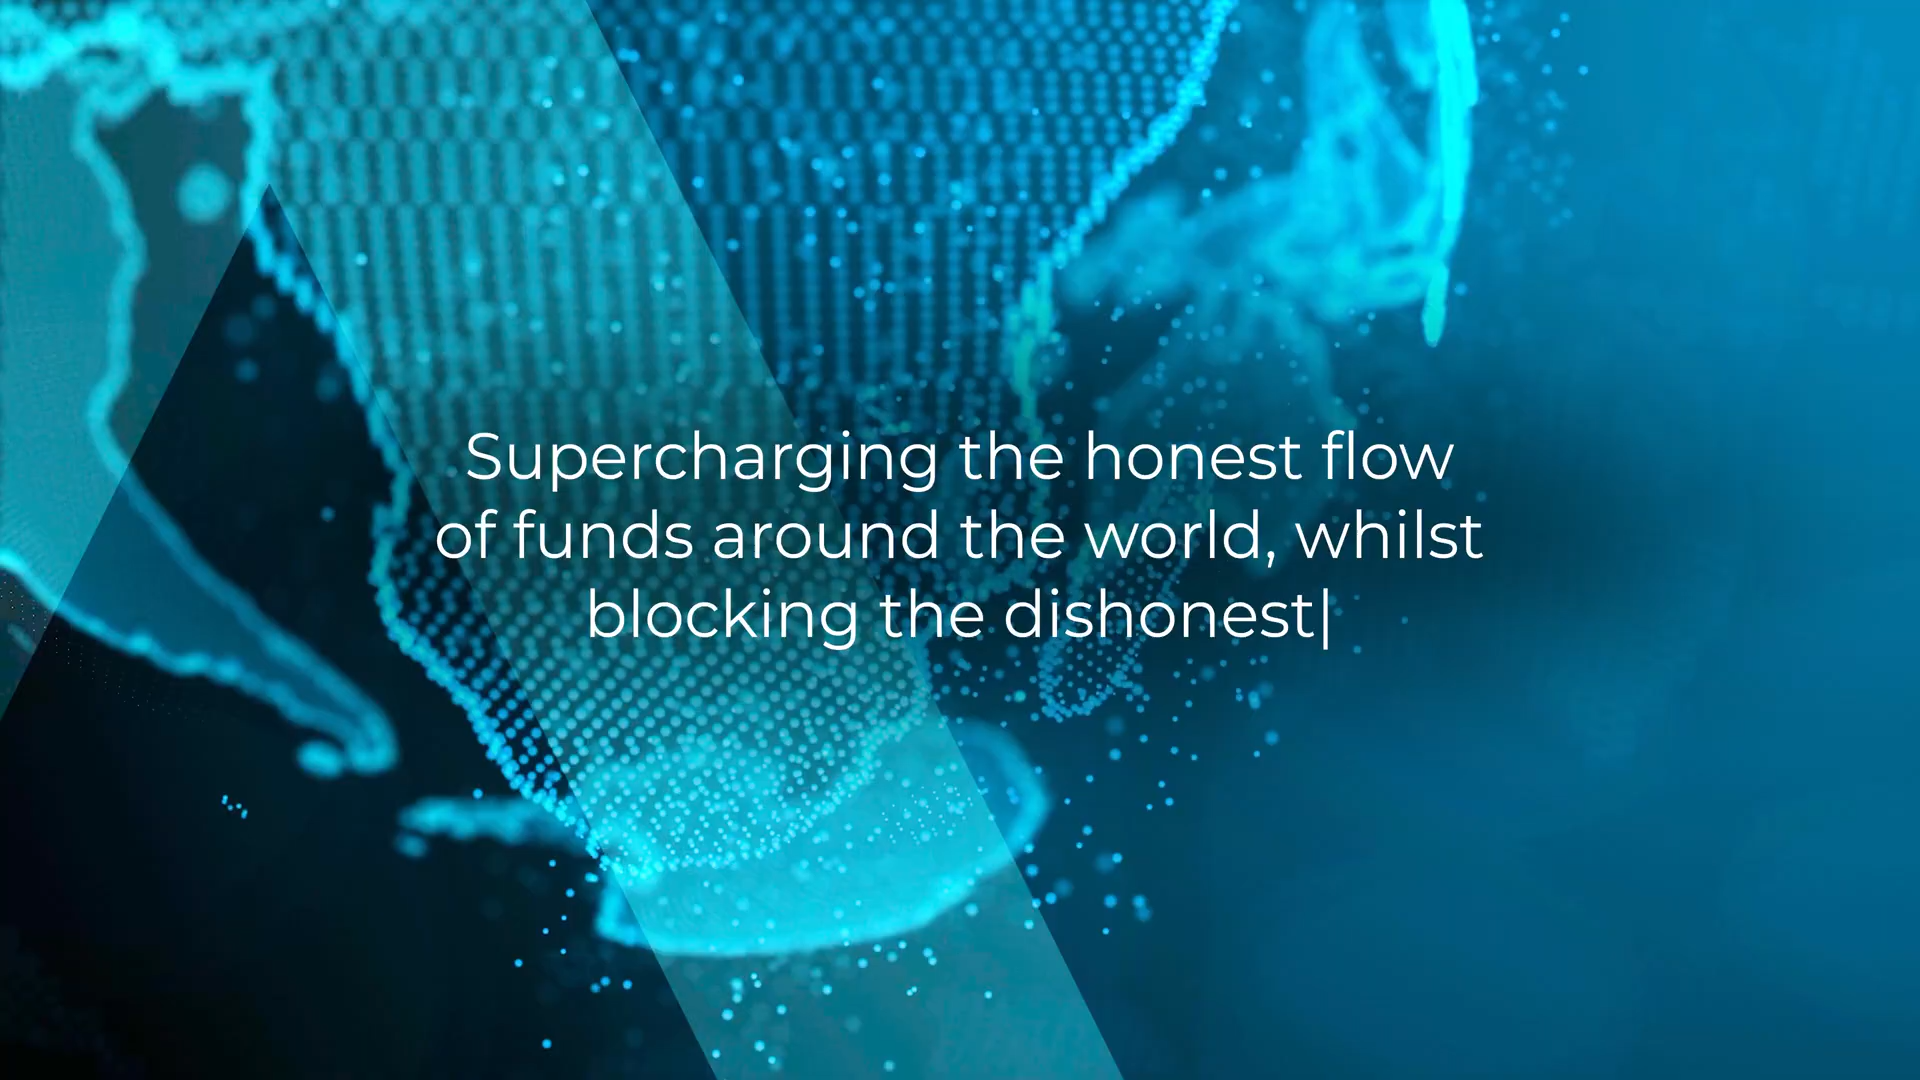 Supercharging the honest flow
of funds around the world, whilst
blocking the dishonest|